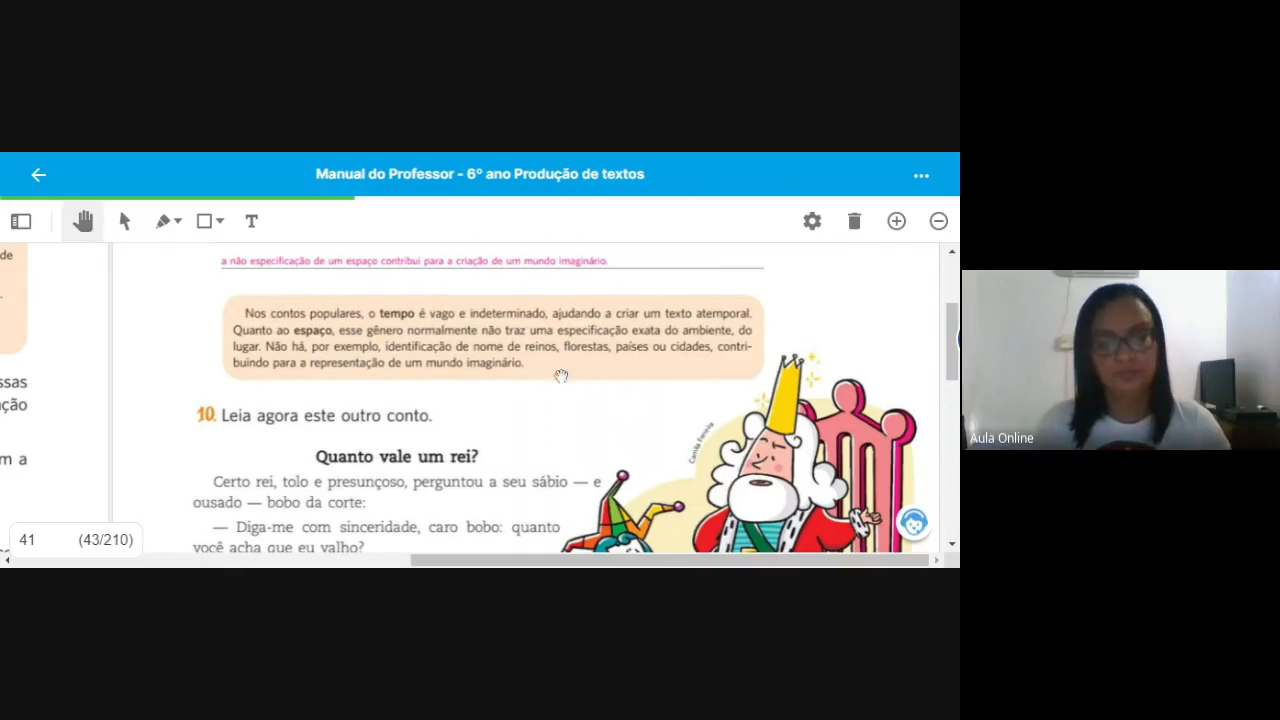 Manual do Professor - 6º ano Produção de textos
T
de
a não especificação de um espaço contribui para a criação de um mundo imaginário.
Nos contos populares, o tempo é vago e indeterminado, ajudando a criar um texto atemporal.
Quanto ao espaço, esse gênero normalmente não traz uma especificação exata do ambiente, do
lugar. Não há, por exemplo, identificação de nome de reinos, florestas, países ou cidades, contri-
buindo para a representação de um mundo imaginário.
ssas
ação
m a
10. Leia agora este outro conto.
Camila Ferreira
Quanto vale um rei?
Certo rei, tolo e presunçoso, perguntou a seu sábio — e
ousado — bobo da corte:
— Diga-me com sinceridade, caro bobo: quanto
você acha que eu valho?
41 (43/210)
Aula Online